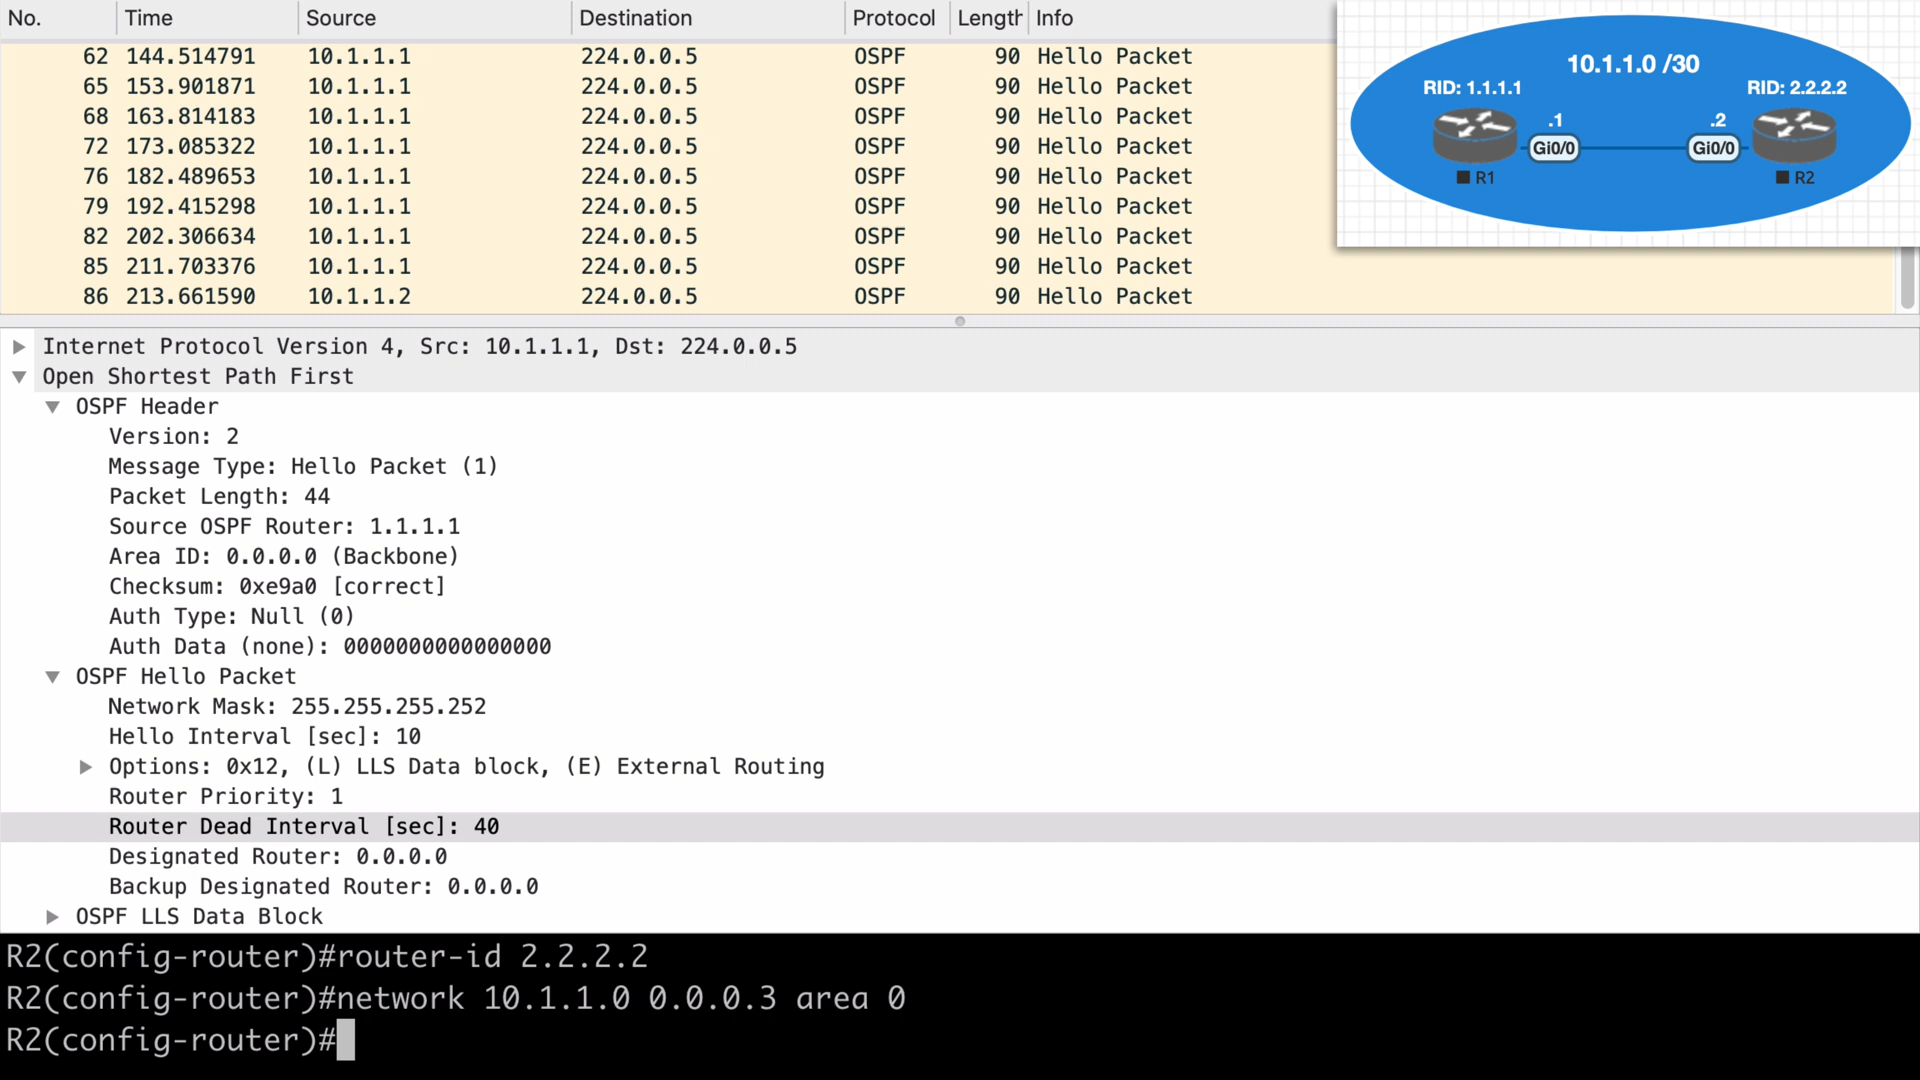 No. Time Source Destination Protocol Length Info
62 144.514791 10.1.1.1 224.0.0.5 OSPF 90 Hello Packet
65 153.901871 10.1.1.1 224.0.0.5 OSPF 90 Hello Packet
68 163.814183 10.1.1.1 224.0.0.5 OSPF 90 Hello Packet
72 173.085322 10.1.1.1 224.0.0.5 OSPF 90 Hello Packet
76 182.489653 10.1.1.1 224.0.0.5 OSPF 90 Hello Packet
79 192.415298 10.1.1.1 224.0.0.5 OSPF 90 Hello Packet
82 202.306634 10.1.1.1 224.0.0.5 OSPF 90 Hello Packet
85 211.703376 10.1.1.1 224.0.0.5 OSPF 90 Hello Packet
86 213.661590 10.1.1.2 224.0.0.5 OSPF 90 Hello Packet
10.1.1.0 /30
RID: 1.1.1.1 RID: 2.2.2.2
.1 .2
Gi0/0 Gi0/0
R1 R2
Internet Protocol Version 4, Src: 10.1.1.1, Dst: 224.0.0.5
Open Shortest Path First
OSPF Header
Version: 2
Message Type: Hello Packet (1)
Packet Length: 44
Source OSPF Router: 1.1.1.1
Area ID: 0.0.0.0 (Backbone)
Checksum: 0xe9a0 [correct]
Auth Type: Null (0)
Auth Data (none): 0000000000000000
OSPF Hello Packet
Network Mask: 255.255.255.252
Hello Interval [sec]: 10
Options: 0x12, (L) LLS Data block, (E) External Routing
Router Priority: 1
Router Dead Interval [sec]: 40
Designated Router: 0.0.0.0
Backup Designated Router: 0.0.0.0
OSPF LLS Data Block
R2(config-router)#router-id 2.2.2.2
R2(config-router)#network 10.1.1.0 0.0.0.3 area 0
R2(config-router)#